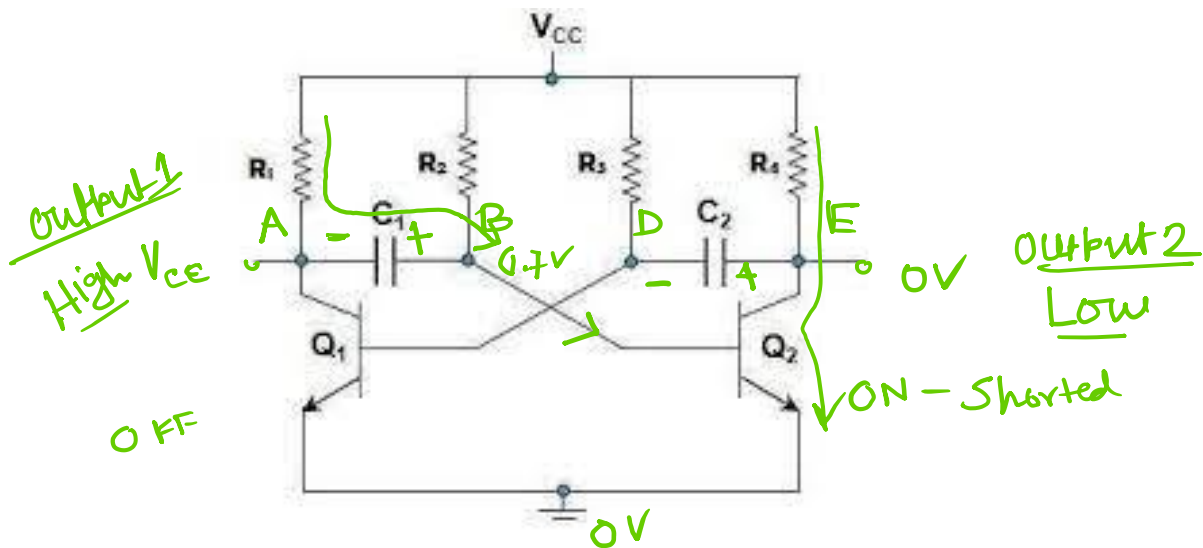 VCC
R1
R2
R3
R4
Output 1
High VCE
A
- C1 +
B
0.7V
D
C2
- +
E
0V
Output 2
Low
Q1
Q2
OFF
ON - Shorted
0V